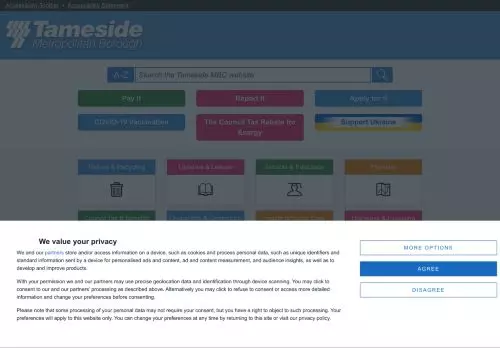 Accessibility Toolbar • Accessibility Statement
Tameside
Metropolitan Borough
A-Z
Search the Tameside MBC website
Pay it
Report it
Apply for it
COVID-19 Vaccination
The Council Tax Rebate for
Energy
Support Ukraine
Refuse & Recycling
Libraries & Leisure
Schools & Education
Planning
We value your privacy
We and our partners store and/or access information on a device, such as cookies and process personal data, such as unique identifiers and
standard information sent by a device for personalised ads and content, ad and content measurement, and audience insights, as well as to
develop and improve products.
With your permission we and our partners may use precise geolocation data and identification through device scanning. You may click to
consent to our and our partners' processing as described above. Alternatively you may click to refuse to consent or access more detailed
information and change your preferences before consenting.
Please note that some processing of your personal data may not require your consent, but you have a right to object to such processing. Your
preferences will apply to this website only. You can change your preferences at any time by returning to this site or visit our privacy policy.
MORE OPTIONS
AGREE
DISAGREE